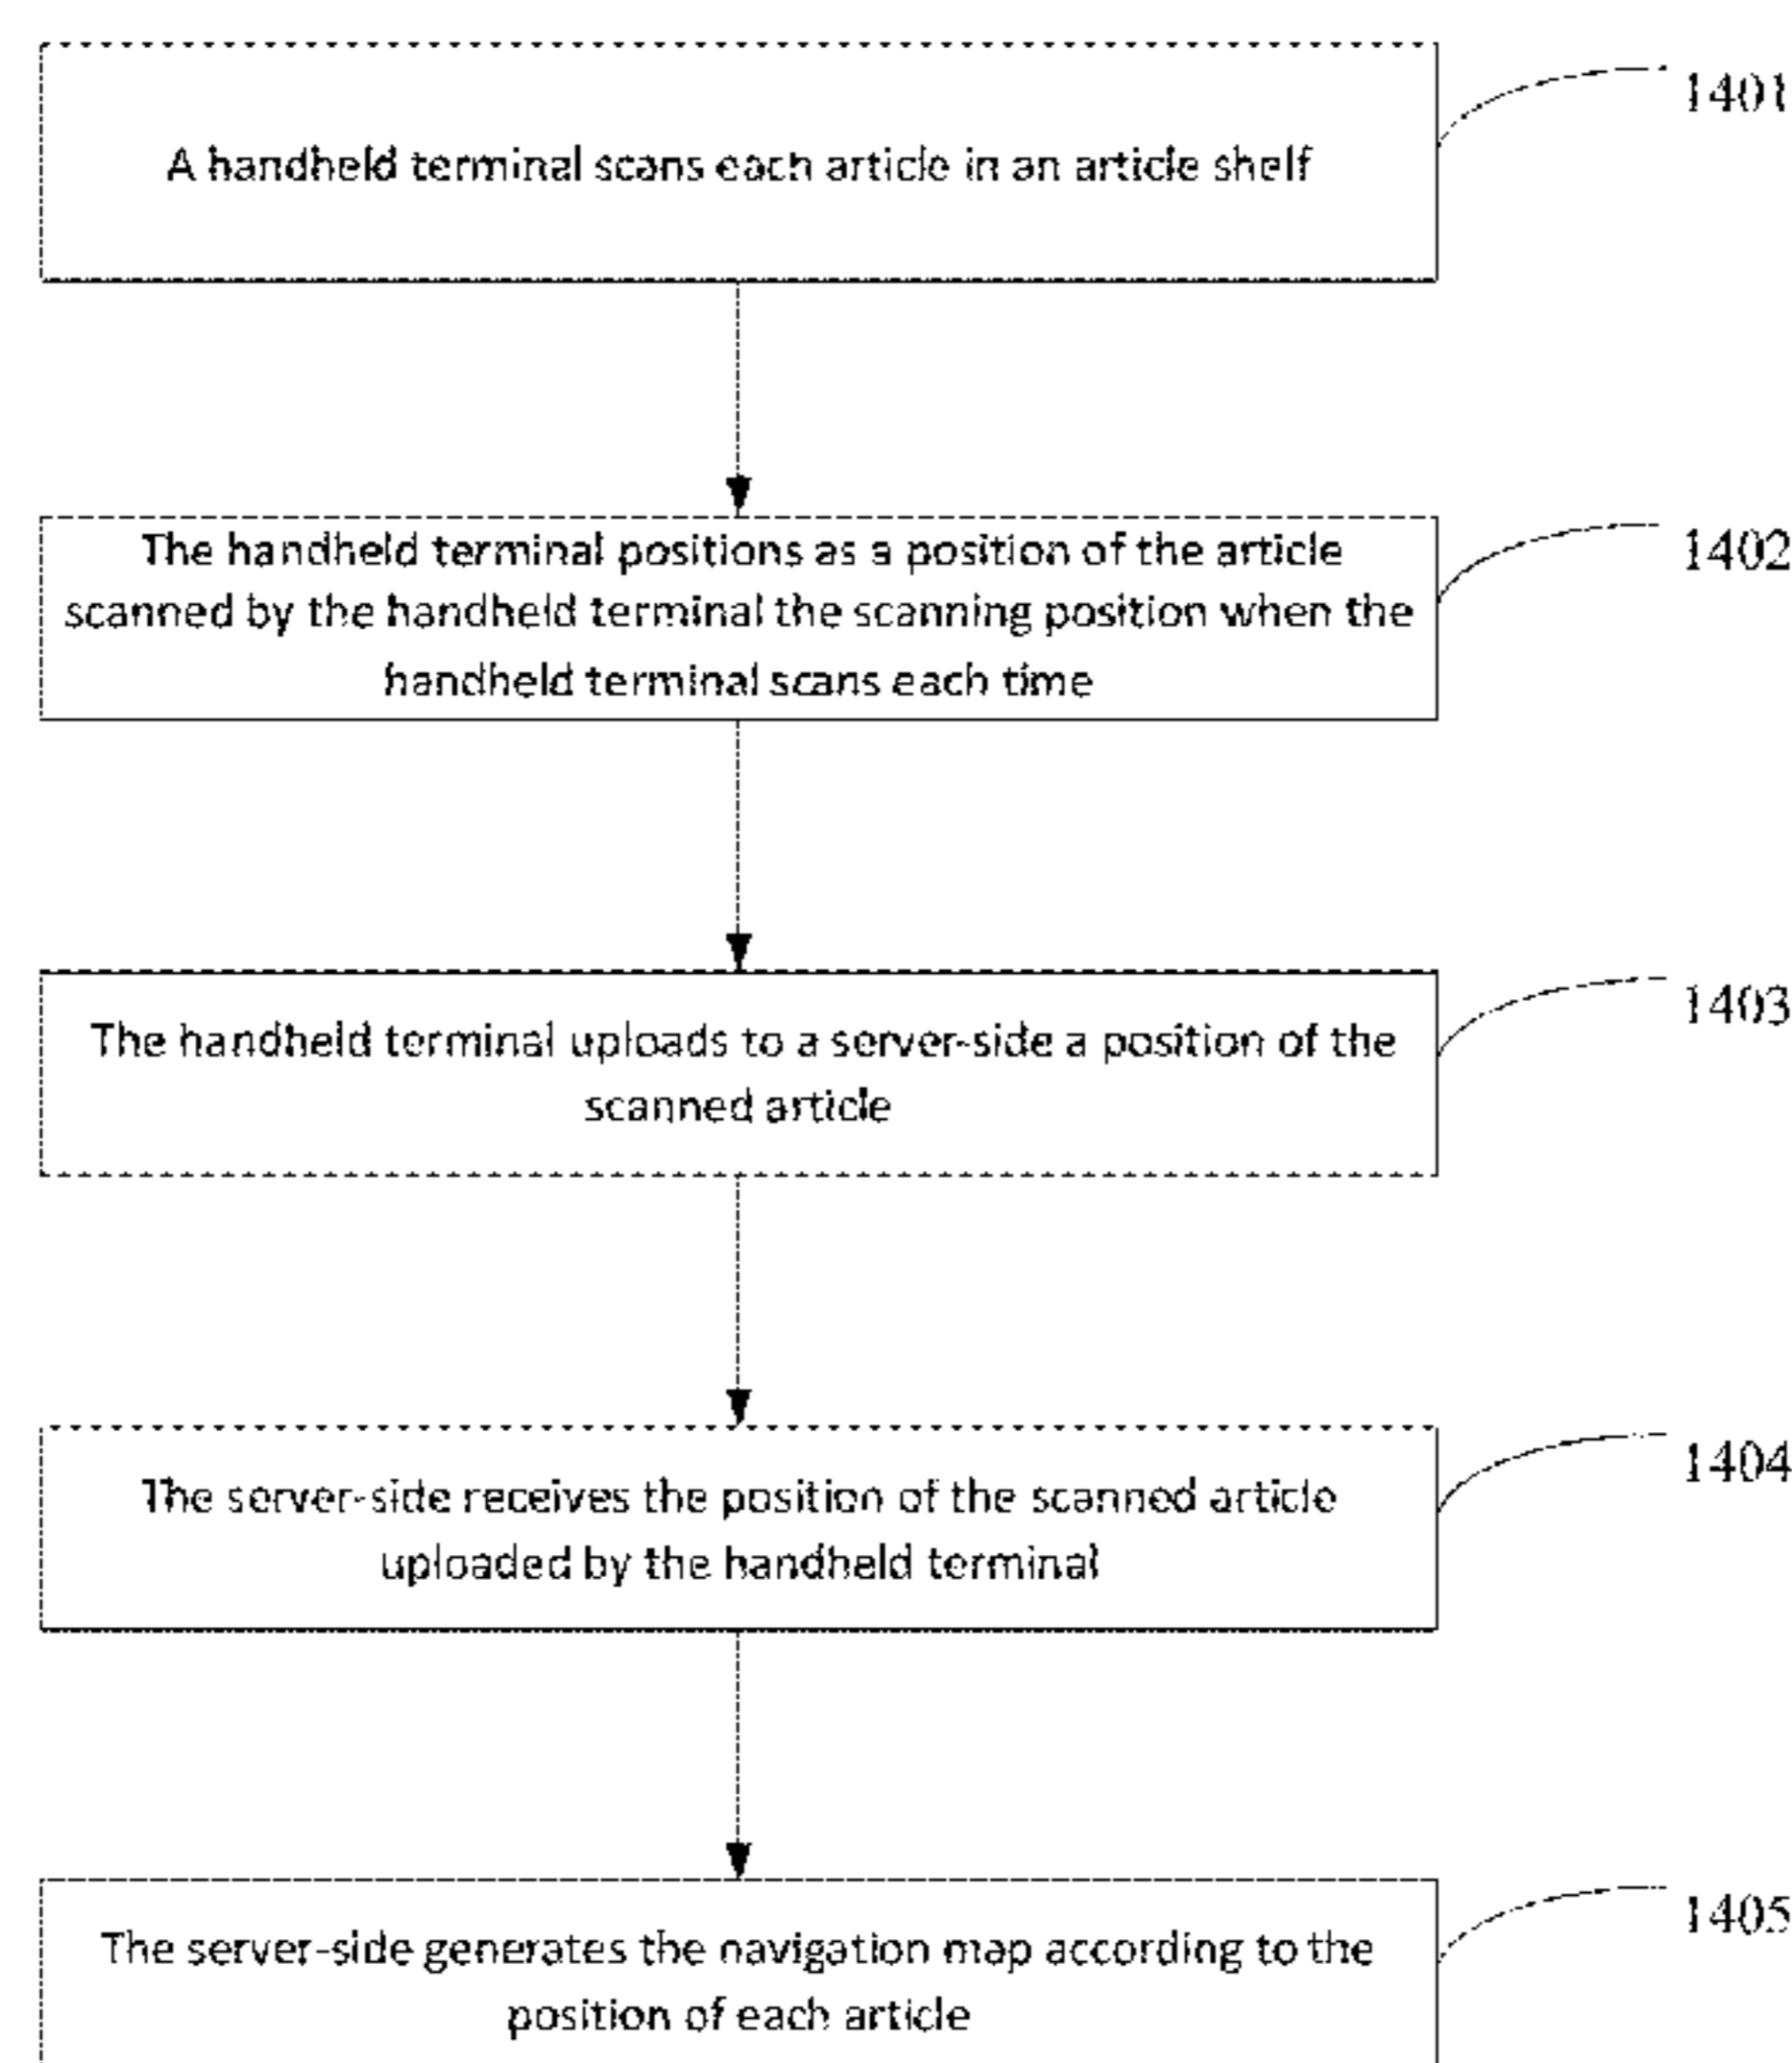 A handheld terminal scans each article in an article shelf
1401
The handheld terminal positions as a position of the article
scanned by the handheld terminal the scanning position when the
handheld terminal scans each time
1402
The handheld terminal uploads to a server-side a position of the
scanned article
1403
The server-side receives the position of the scanned article
uploaded by the handheld terminal
1404
The server-side generates the navigation map according to the
position of each article
1405